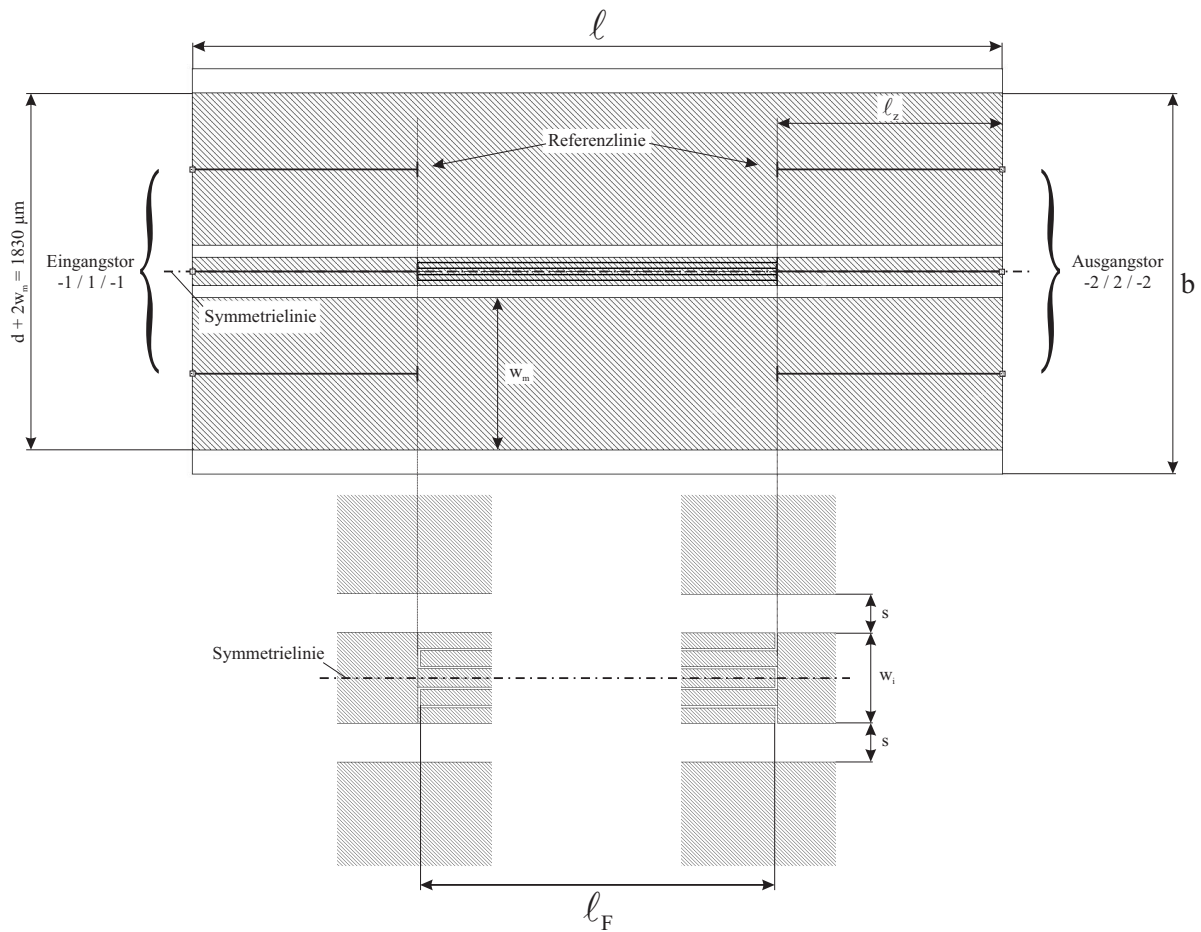 ℓ
ℓz
Referenzlinie
d + 2wm = 1830 µm
Eingangstor
-1 / 1 / -1
Ausgangstor
-2 / 2 / -2
b
Symmetrielinie
wm
s
Symmetrielinie
wi
s
ℓF